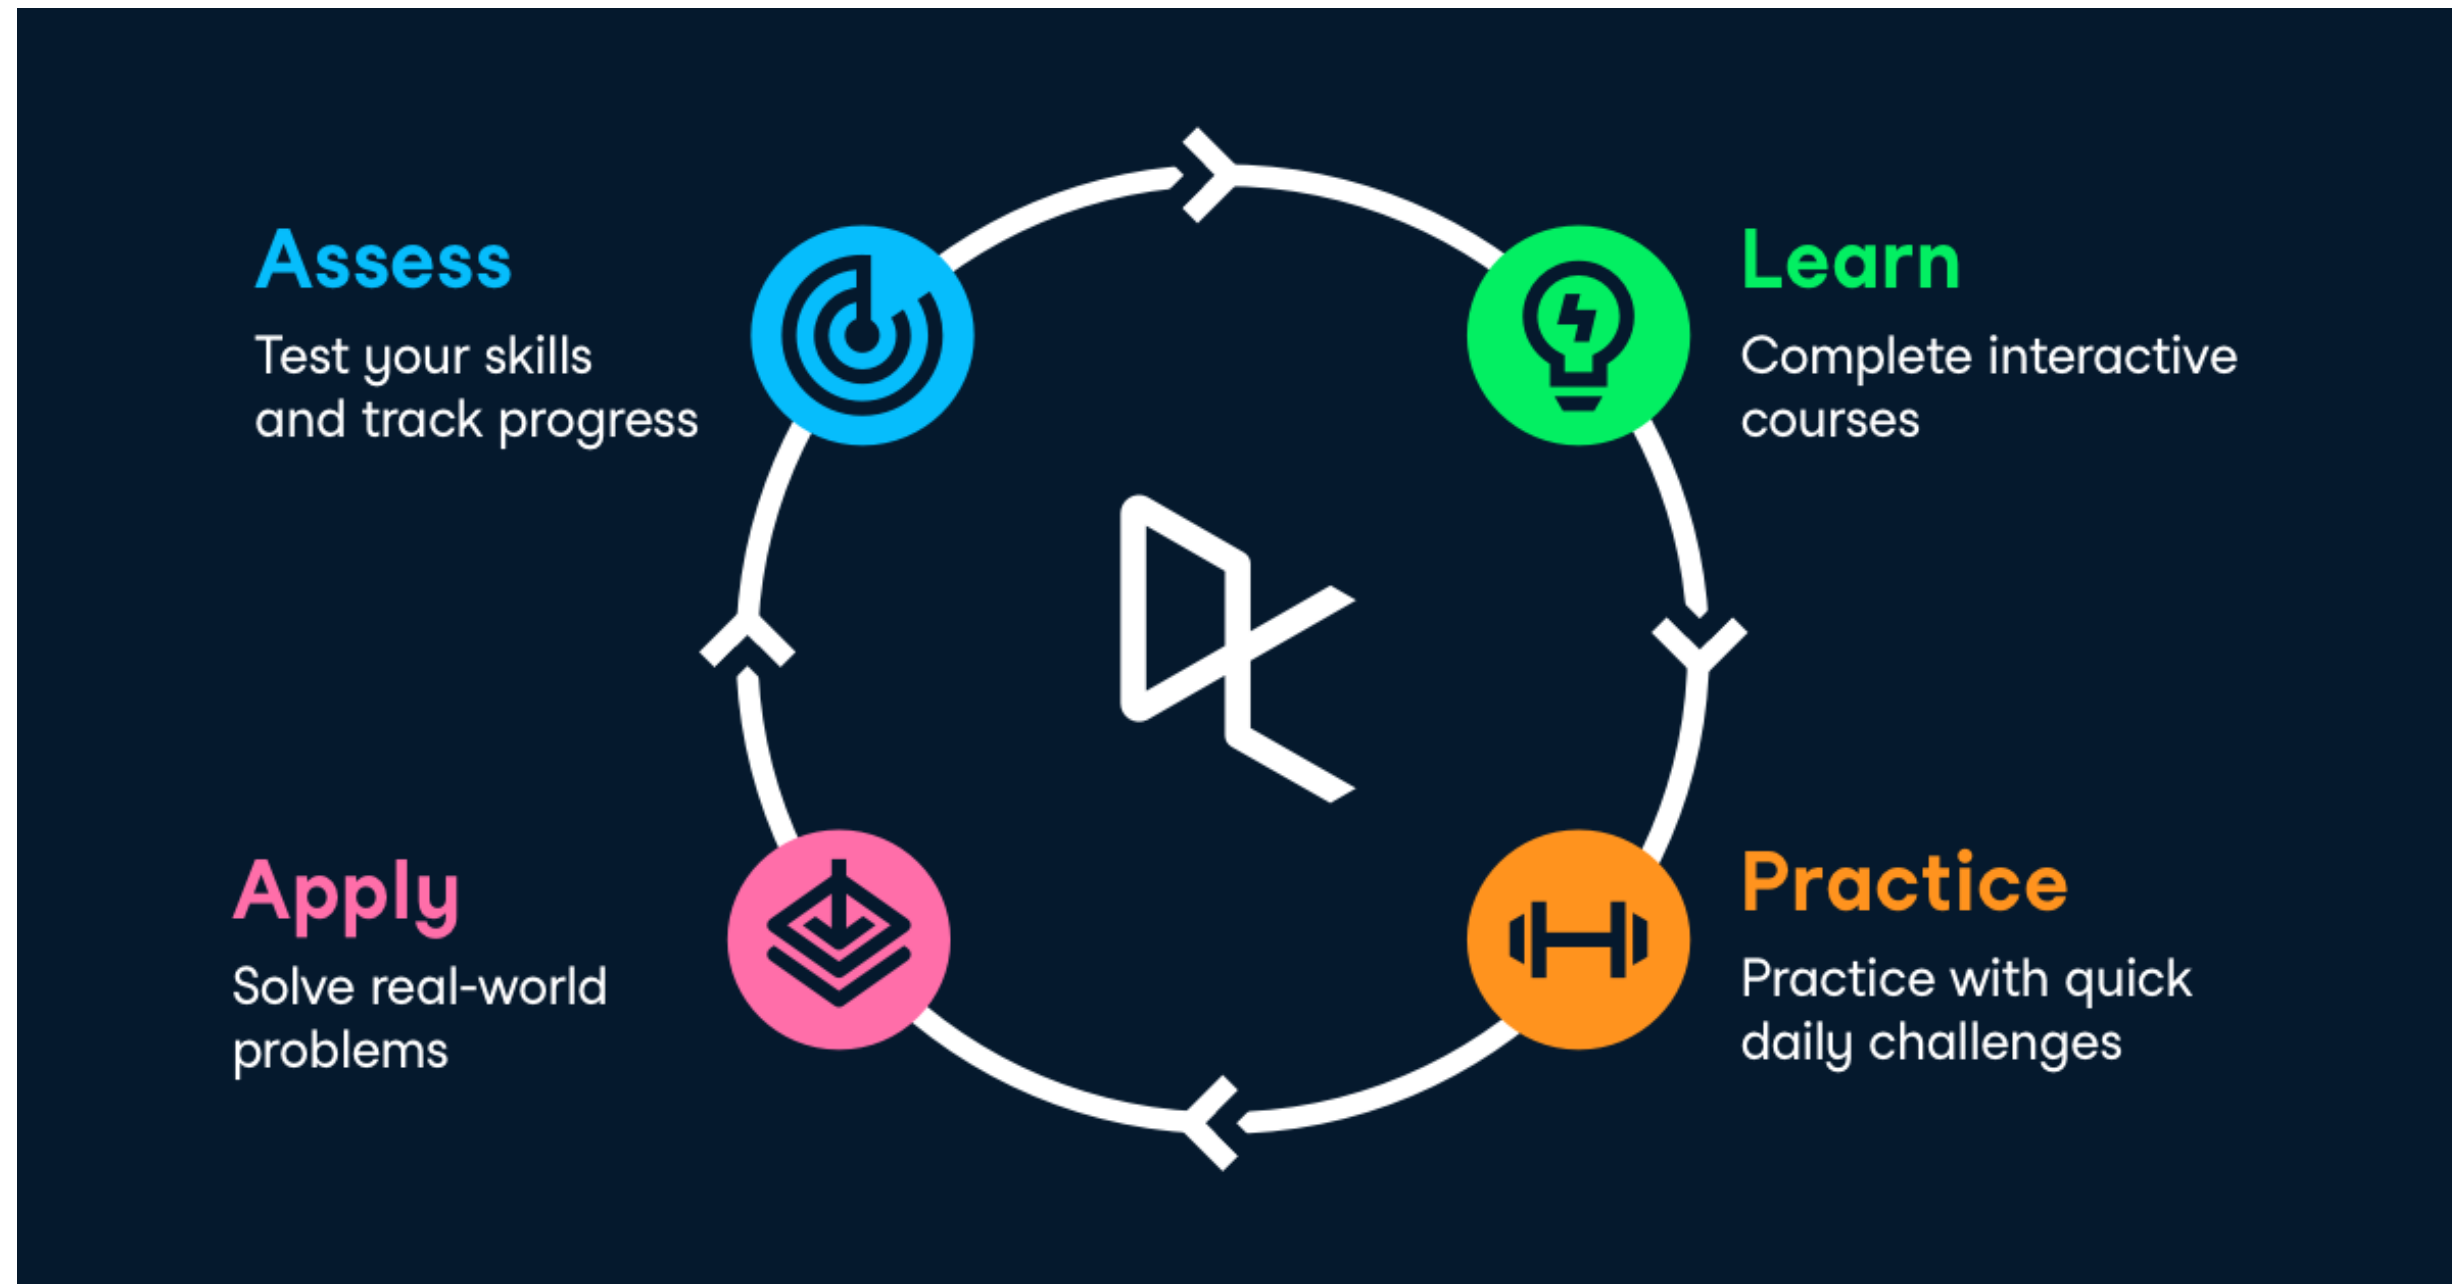 Assess
Test your skills
and track progress
Learn
Complete interactive
courses
Apply
Solve real-world
problems
Practice
Practice with quick
daily challenges